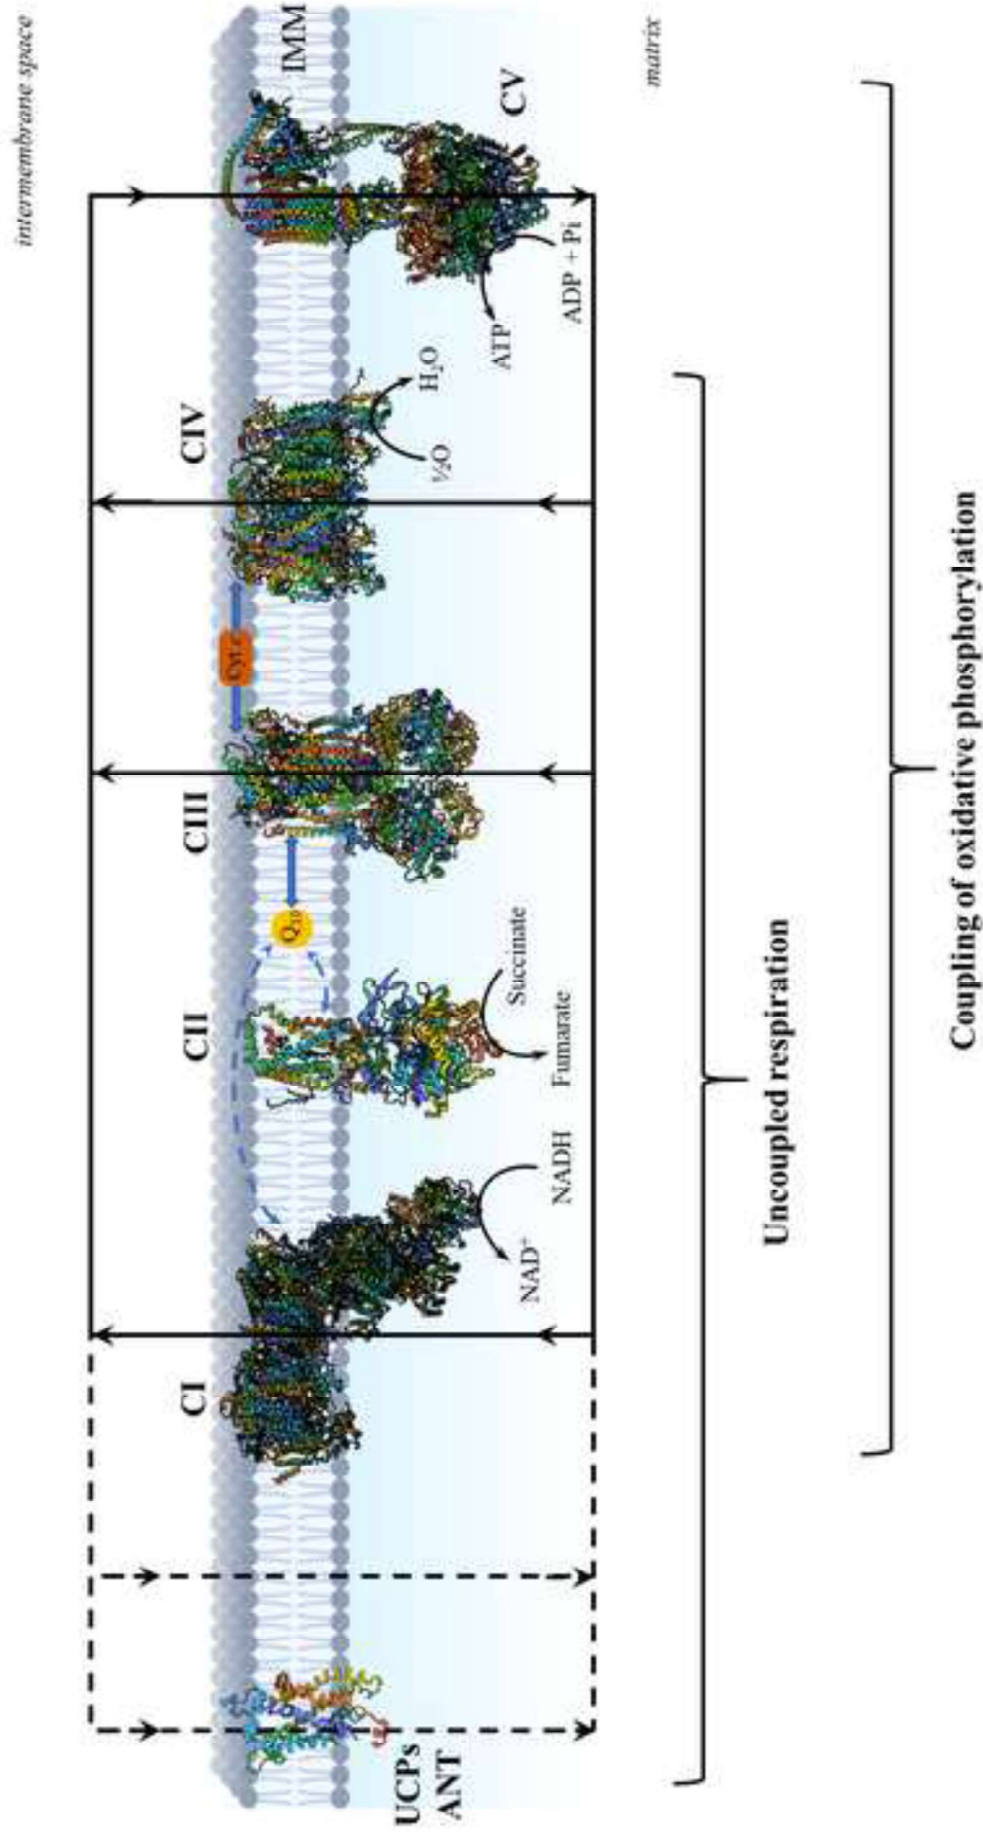 intermembrane space
CI
CII
CIII
CIV
Cyt c
Q10
IMM
UCPs
ANT
NAD⁺
NADH
Fumarate
Succinate
½O
H₂O
ATP
ADP + Pi
CV
matrix
Uncoupled respiration
Coupling of oxidative phosphorylation